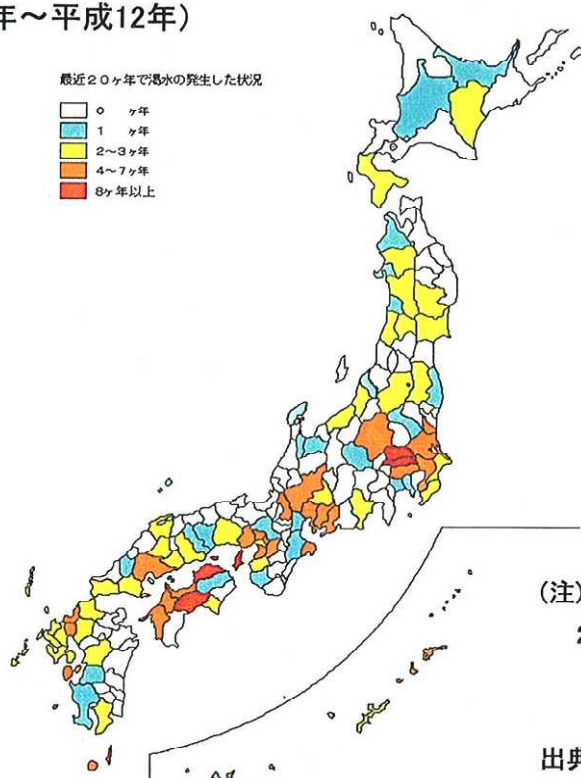 年～平成12年)
最近２０ヶ年で渇水の発生した状況
０ ヶ年
１ ヶ年
２～３ヶ年
４～７ヶ年
８ヶ年以上
(注)
2
出典